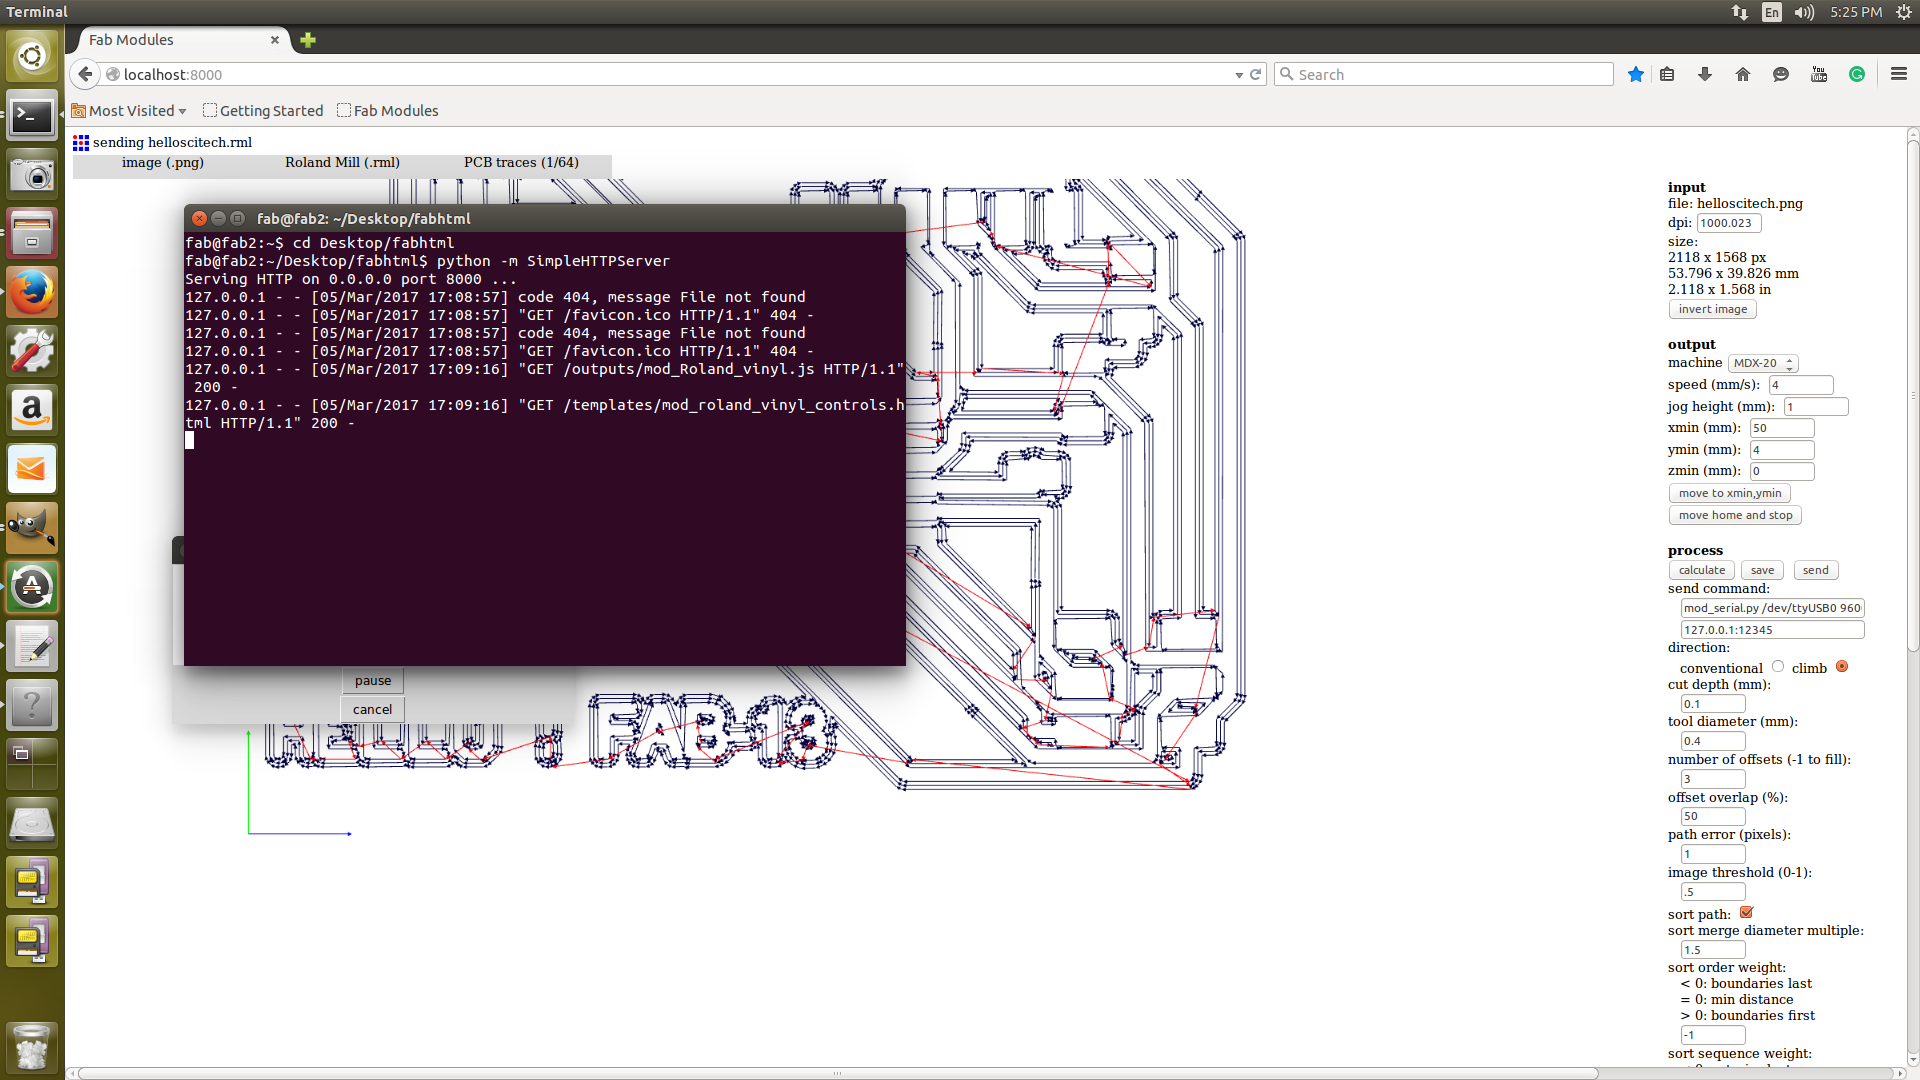 Terminal
En
5:25 PM
Fab Modules
localhost:8000
Search
You
Tube
Most Visited
Getting Started
Fab Modules
sending helloscitech.rml
image (.png)
Roland Mill (.rml)
PCB traces (1/64)
fab@fab2: ~/Desktop/fabhtml
fab@fab2:~$ cd Desktop/fabhtml
fab@fab2:~/Desktop/fabhtml$ python -m SimpleHTTPServer
Serving HTTP on 0.0.0.0 port 8000 ...
127.0.0.1 - - [05/Mar/2017 17:08:57] code 404, message File not found
127.0.0.1 - - [05/Mar/2017 17:08:57] "GET /favicon.ico HTTP/1.1" 404 -
127.0.0.1 - - [05/Mar/2017 17:08:57] code 404, message File not found
127.0.0.1 - - [05/Mar/2017 17:08:57] "GET /favicon.ico HTTP/1.1" 404 -
127.0.0.1 - - [05/Mar/2017 17:09:16] "GET /outputs/mod_Roland_vinyl.js HTTP/1.1"
200 -
127.0.0.1 - - [05/Mar/2017 17:09:16] "GET /templates/mod_roland_vinyl_controls.h
tml HTTP/1.1" 200 -
pause
cancel
FAB
input
file: helloscitech.png
dpi: 1000.023
size:
2118 x 1568 px
53.796 x 39.826 mm
2.118 x 1.568 in
invert image
output
machine MDX-20
speed (mm/s): 4
jog height (mm): 1
xmin (mm): 50
ymin (mm): 4
zmin (mm): 0
move to xmin,ymin
move home and stop
process
calculate save send
send command:
mod_serial.py /dev/ttyUSB0 960
127.0.0.1:12345
direction:
conventional climb
cut depth (mm):
0.1
tool diameter (mm):
0.4
number of offsets (-1 to fill):
3
offset overlap (%):
50
path error (pixels):
1
image threshold (0-1):
.5
sort path:
sort merge diameter multiple:
1.5
sort order weight:
< 0: boundaries last
= 0: min distance
> 0: boundaries first
-1
sort sequence weight: